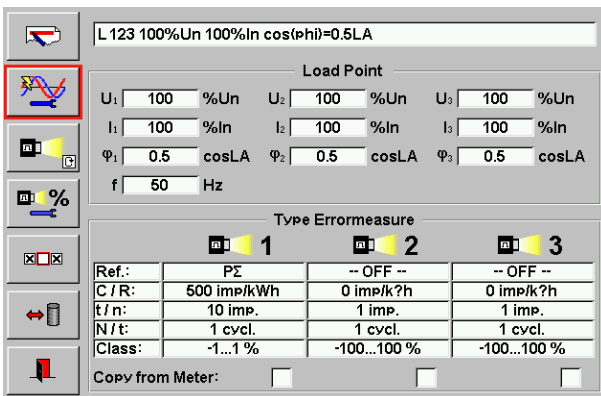 L 123 100%Un 100%In cos(phi)=0.5LA
Load Point
U1 100 %Un U2 100 %Un U3 100 %Un
I1 100 %In I2 100 %In I3 100 %In
φ1 0.5 cosLA φ2 0.5 cosLA φ3 0.5 cosLA
f 50 Hz
%
Type Errormeasure
1 2 3
Ref.: PΣ -- OFF -- -- OFF --
C / R: 500 imp/kWh 0 imp/k?h 0 imp/k?h
t / n: 10 imp. 1 imp. 1 imp.
N / t: 1 cycl. 1 cycl. 1 cycl.
Class: -1...1 % -100...100 % -100...100 %
Copy from Meter: